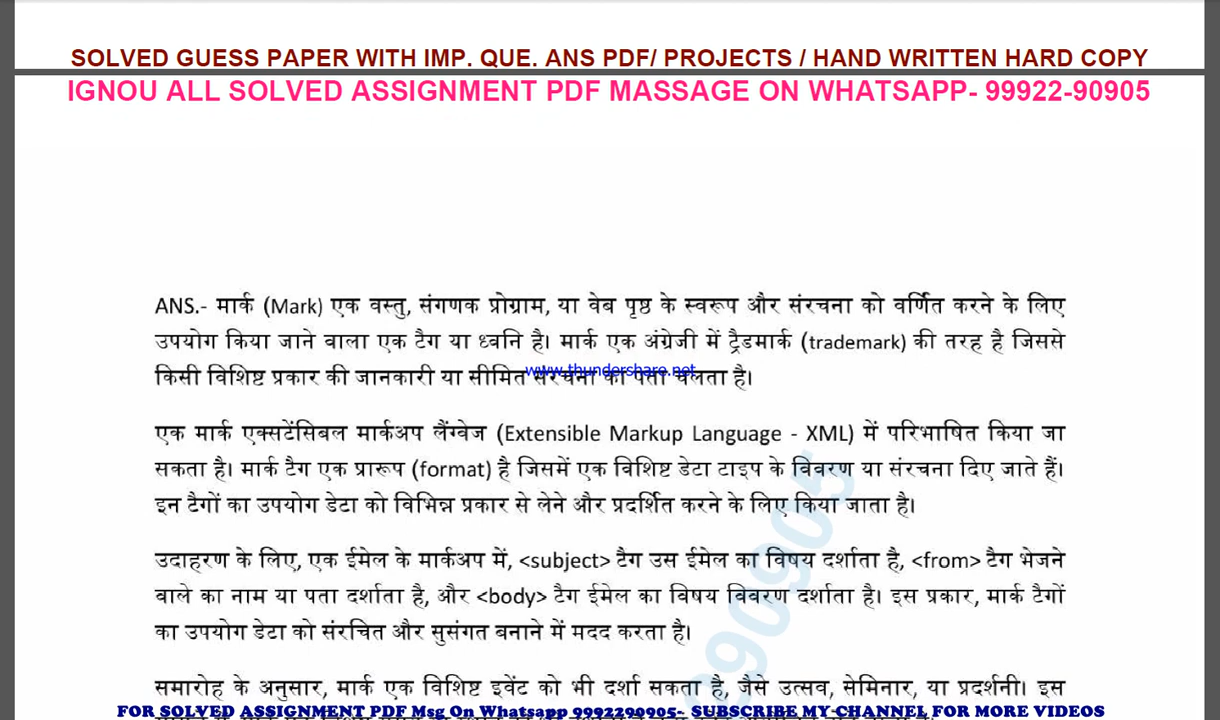 SOLVED GUESS PAPER WITH IMP. QUE. ANS PDF/ PROJECTS / HAND WRITTEN HARD COPY
IGNOU ALL SOLVED ASSIGNMENT PDF MASSAGE ON WHATSAPP- 99922-90905
ANS.- मार्क (Mark) एक वस्तु, संगणक प्रोग्राम, या वेब पृष्ठ के स्वरूप और संरचना को वर्णित करने के लिए
उपयोग किया जाने वाला एक टैग या ध्वनि है। मार्क एक अंग्रेजी में ट्रैडमार्क (trademark) की तरह है जिससे
किसी विशिष्ट प्रकार की जानकारी या सीमित संरचना का पता चलता है।
www.thundershare.net
एक मार्क एक्सटेंसिबल मार्कअप लैंग्वेज (Extensible Markup Language - XML) में परिभाषित किया जा
सकता है। मार्क टैग एक प्रारूप (format) है जिसमें एक विशिष्ट डेटा टाइप के विवरण या संरचना दिए जाते हैं।
इन टैगों का उपयोग डेटा को विभिन्न प्रकार से लेने और प्रदर्शित करने के लिए किया जाता है।
उदाहरण के लिए, एक ईमेल के मार्कअप में, <subject> टैग उस ईमेल का विषय दर्शाता है, <from> टैग भेजने
वाले का नाम या पता दर्शाता है, और <body> टैग ईमेल का विषय विवरण दर्शाता है। इस प्रकार, मार्क टैगों
का उपयोग डेटा को संरचित और सुसंगत बनाने में मदद करता है।
समारोह के अनुसार, मार्क एक विशिष्ट इवेंट को भी दर्शा सकता है, जैसे उत्सव, सेमिनार, या प्रदर्शनी। इस
FOR SOLVED ASSIGNMENT PDF Msg On Whatsapp 9992290905- SUBSCRIBE MY CHANNEL FOR MORE VIDEOS
90905